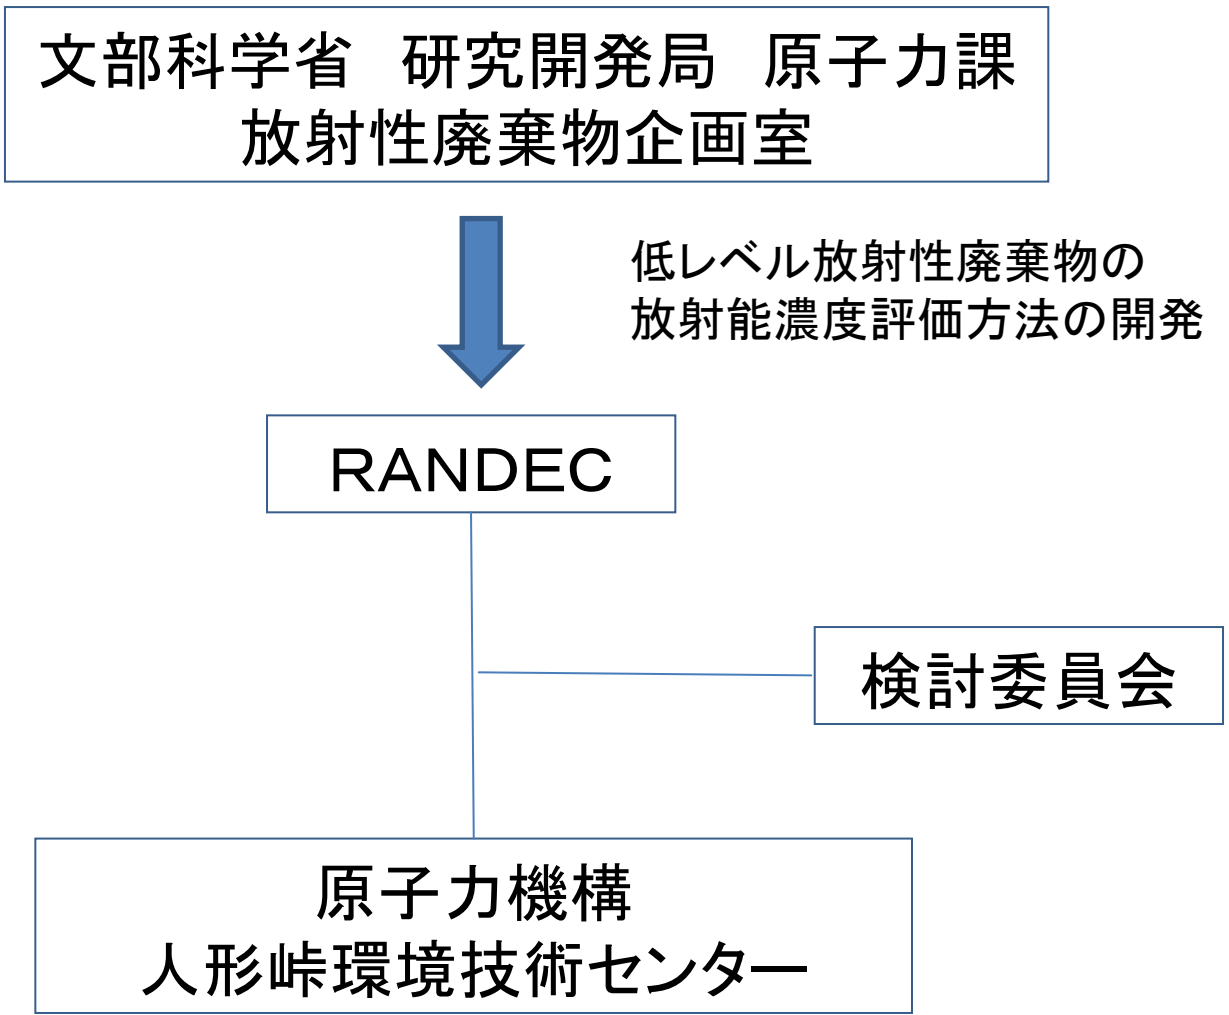 文部科学省　研究開発局　原子力課
放射性廃棄物企画室
低レベル放射性廃棄物の
放射能濃度評価方法の開発
RANDEC
検討委員会
原子力機構
人形峠環境技術センター